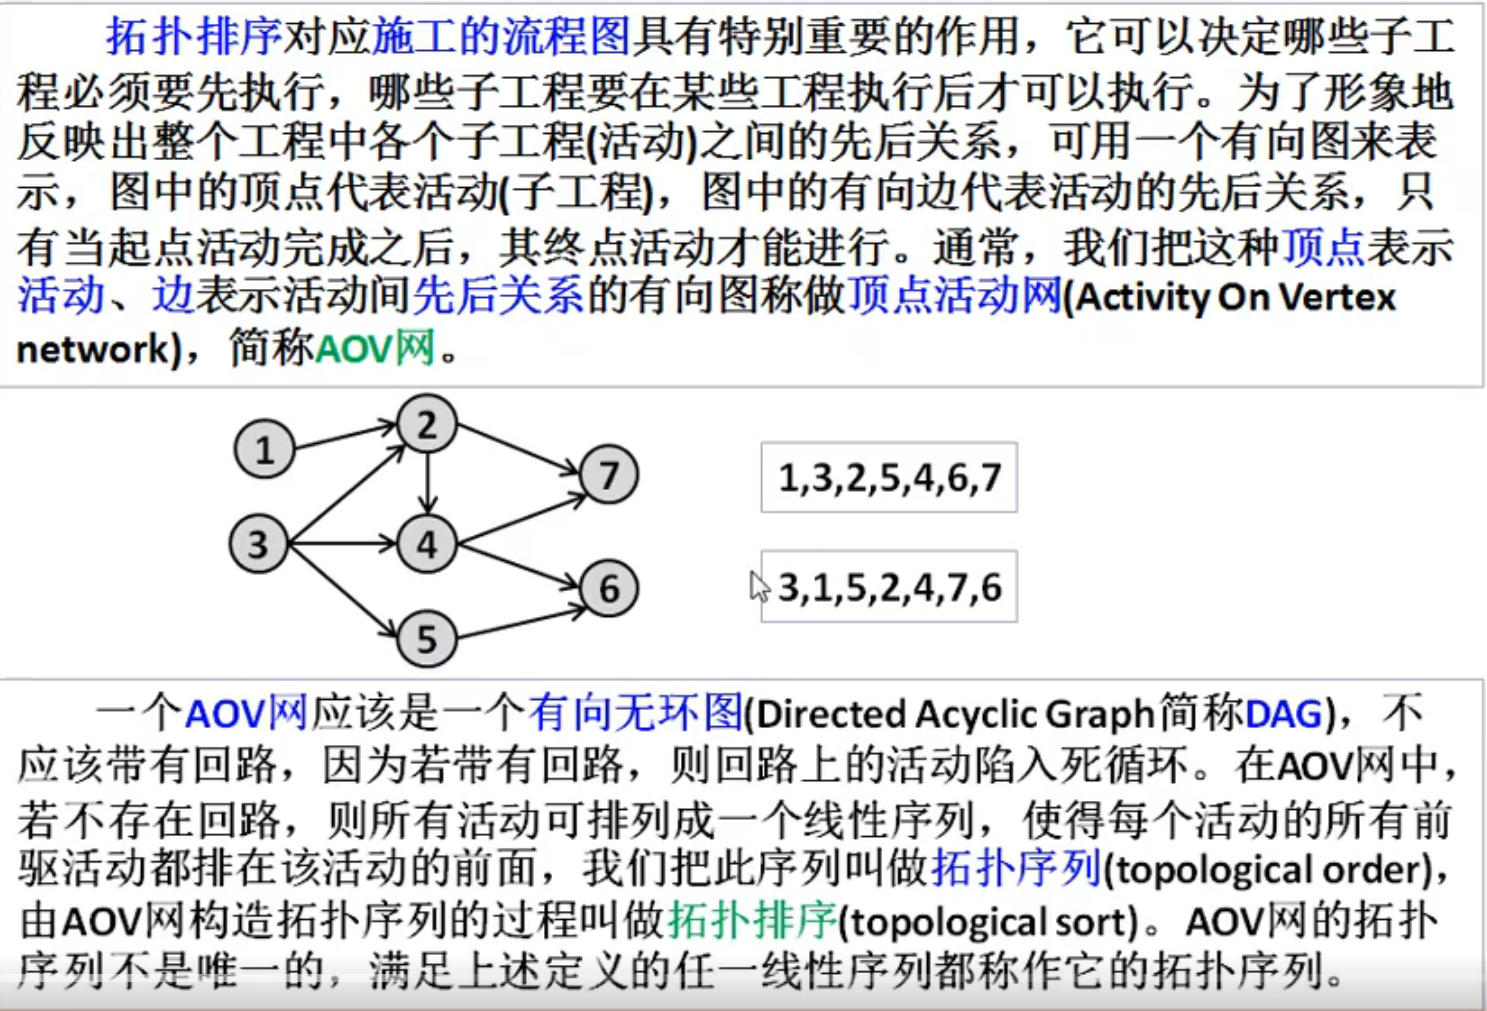 拓扑排序对应施工的流程图具有特别重要的作用，它可以决定哪些子工
程必须要先执行，哪些子工程要在某些工程执行后才可以执行。为了形象地
反映出整个工程中各个子工程(活动)之间的先后关系，可用一个有向图来表
示，图中的顶点代表活动(子工程)，图中的有向边代表活动的先后关系，只
有当起点活动完成之后，其终点活动才能进行。通常，我们把这种顶点表示
活动、边表示活动间先后关系的有向图称做顶点活动网(Activity On Vertex
network)，简称AOV网。
2
1
7
1,3,2,5,4,6,7
3
4
6
3,1,5,2,4,7,6
5
一个AOV网应该是一个有向无环图(Directed Acyclic Graph简称DAG)，不
应该带有回路，因为若带有回路，则回路上的活动陷入死循环。在AOV网中，
若不存在回路，则所有活动可排列成一个线性序列，使得每个活动的所有前
驱活动都排在该活动的前面，我们把此序列叫做拓扑序列(topological order)，
由AOV网构造拓扑序列的过程叫做拓扑排序(topological sort)。AOV网的拓扑
序列不是唯一的，满足上述定义的任一线性序列都称作它的拓扑序列。